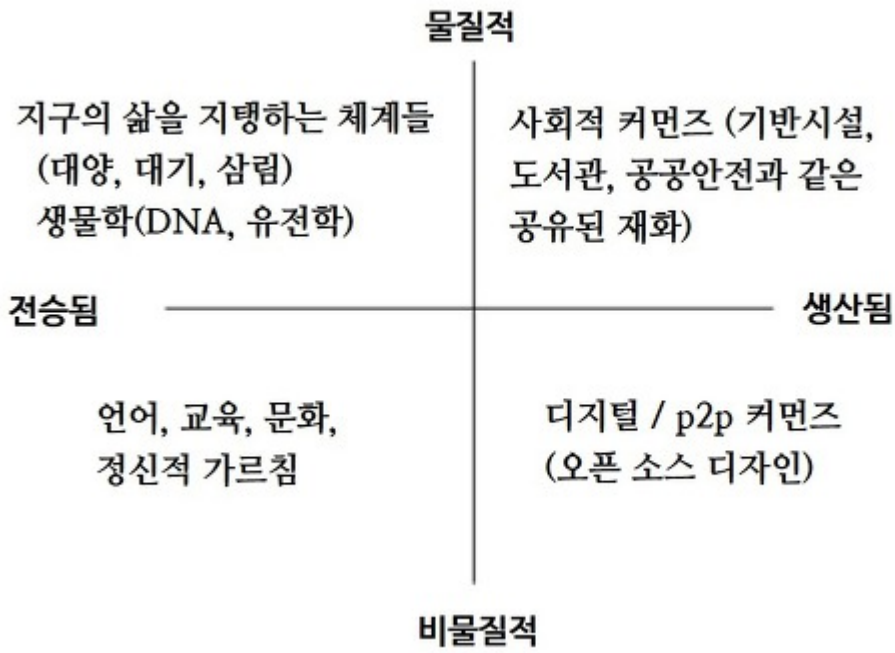 물질적
지구의 삶을 지탱하는 체계들
(대양, 대기, 삼림)
생물학(DNA, 유전학)
사회적 커먼즈 (기반시설,
도서관, 공공안전과 같은
공유된 재화)
전승됨
생산됨
언어, 교육, 문화,
정신적 가르침
디지털 / p2p 커먼즈
(오픈 소스 디자인)
비물질적